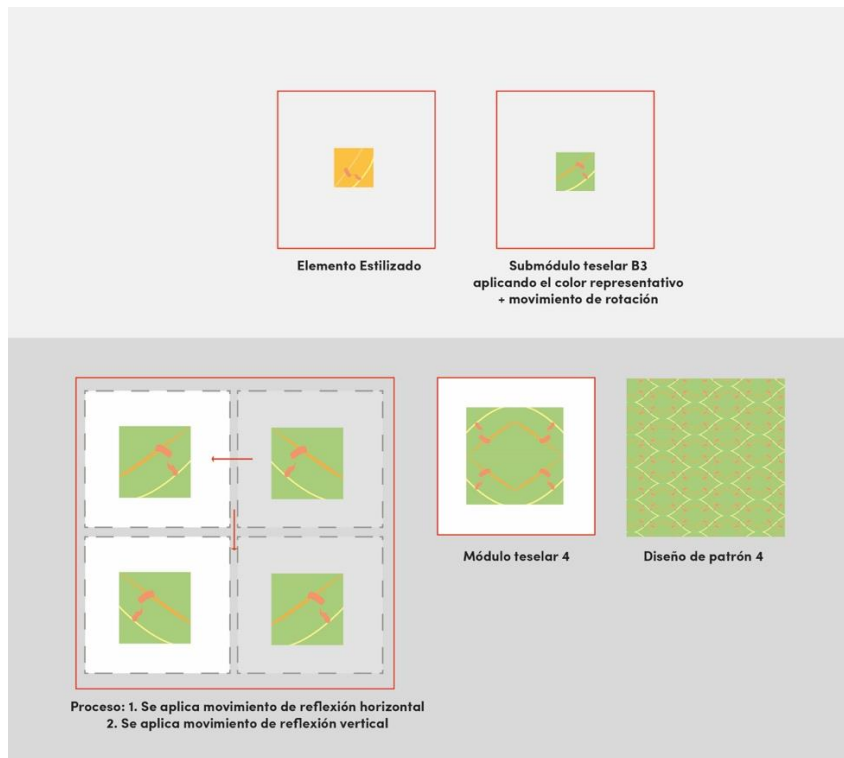 Elemento Estilizado
Submódulo teselar B3
aplicando el color representativo
+ movimiento de rotación
Módulo teselar 4
Diseño de patrón 4
Proceso: 1. Se aplica movimiento de reflexión horizontal
2. Se aplica movimiento de reflexión vertical